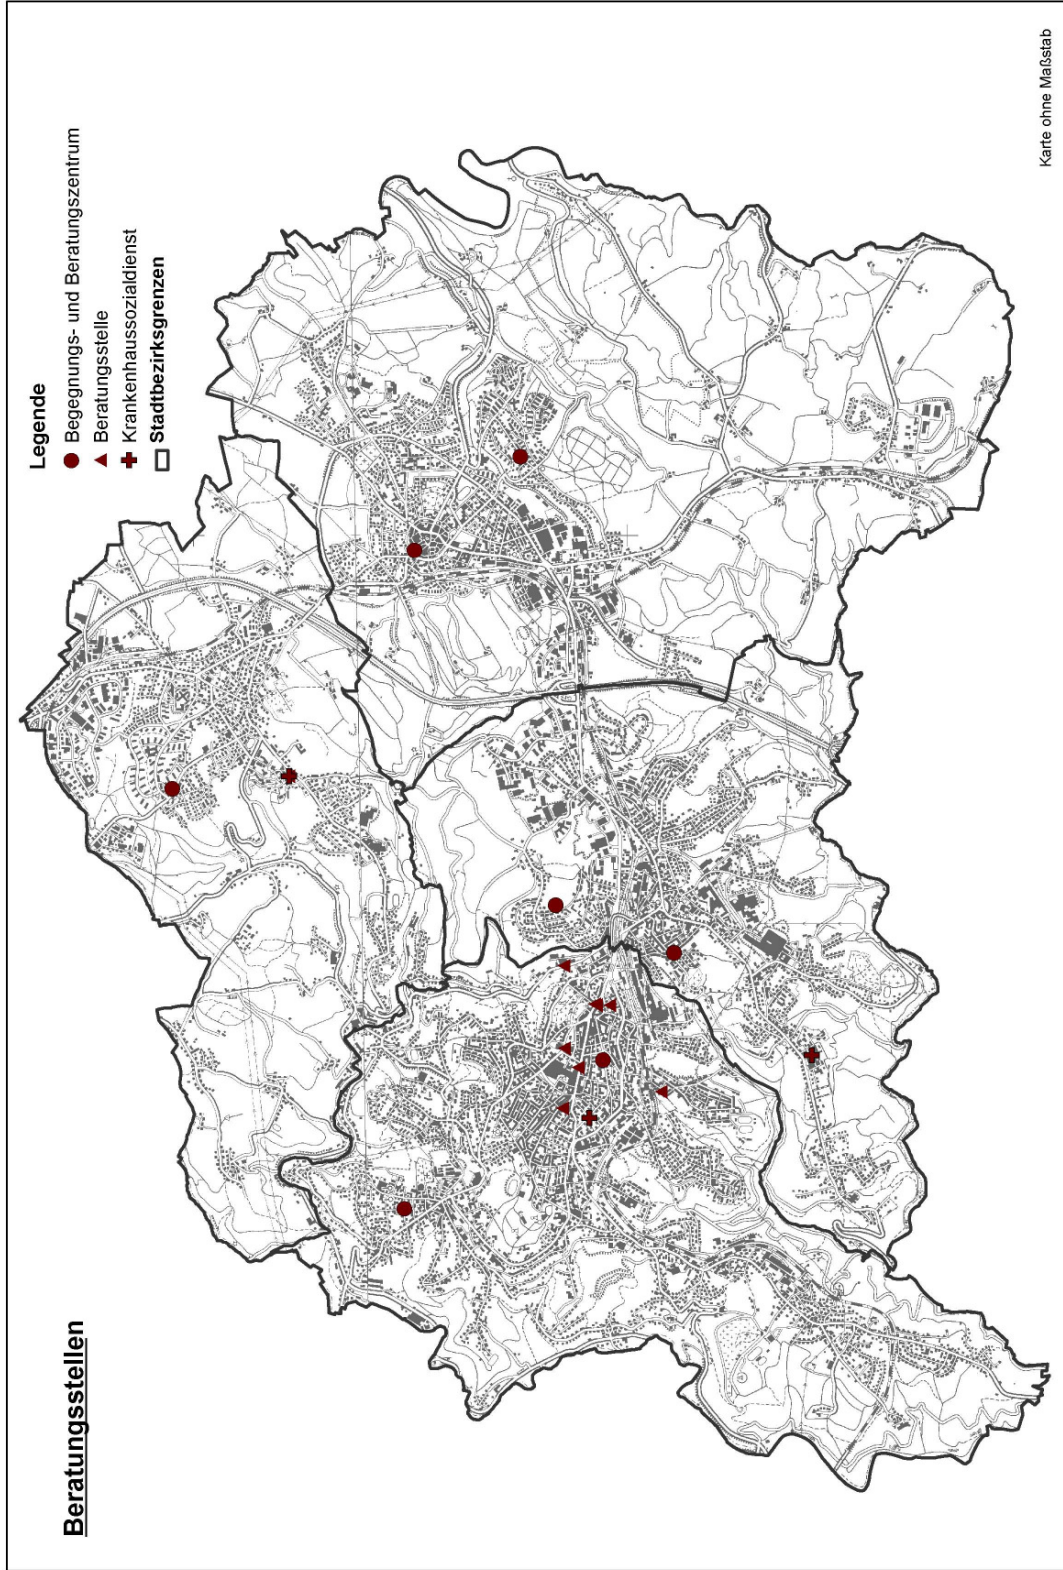 Beratungsstellen
Legende
Begegnungs- und Beratungszentrum
Beratungsstelle
Krankenhaussozialdienst
Stadtbezirksgrenzen
Karte ohne Maßstab